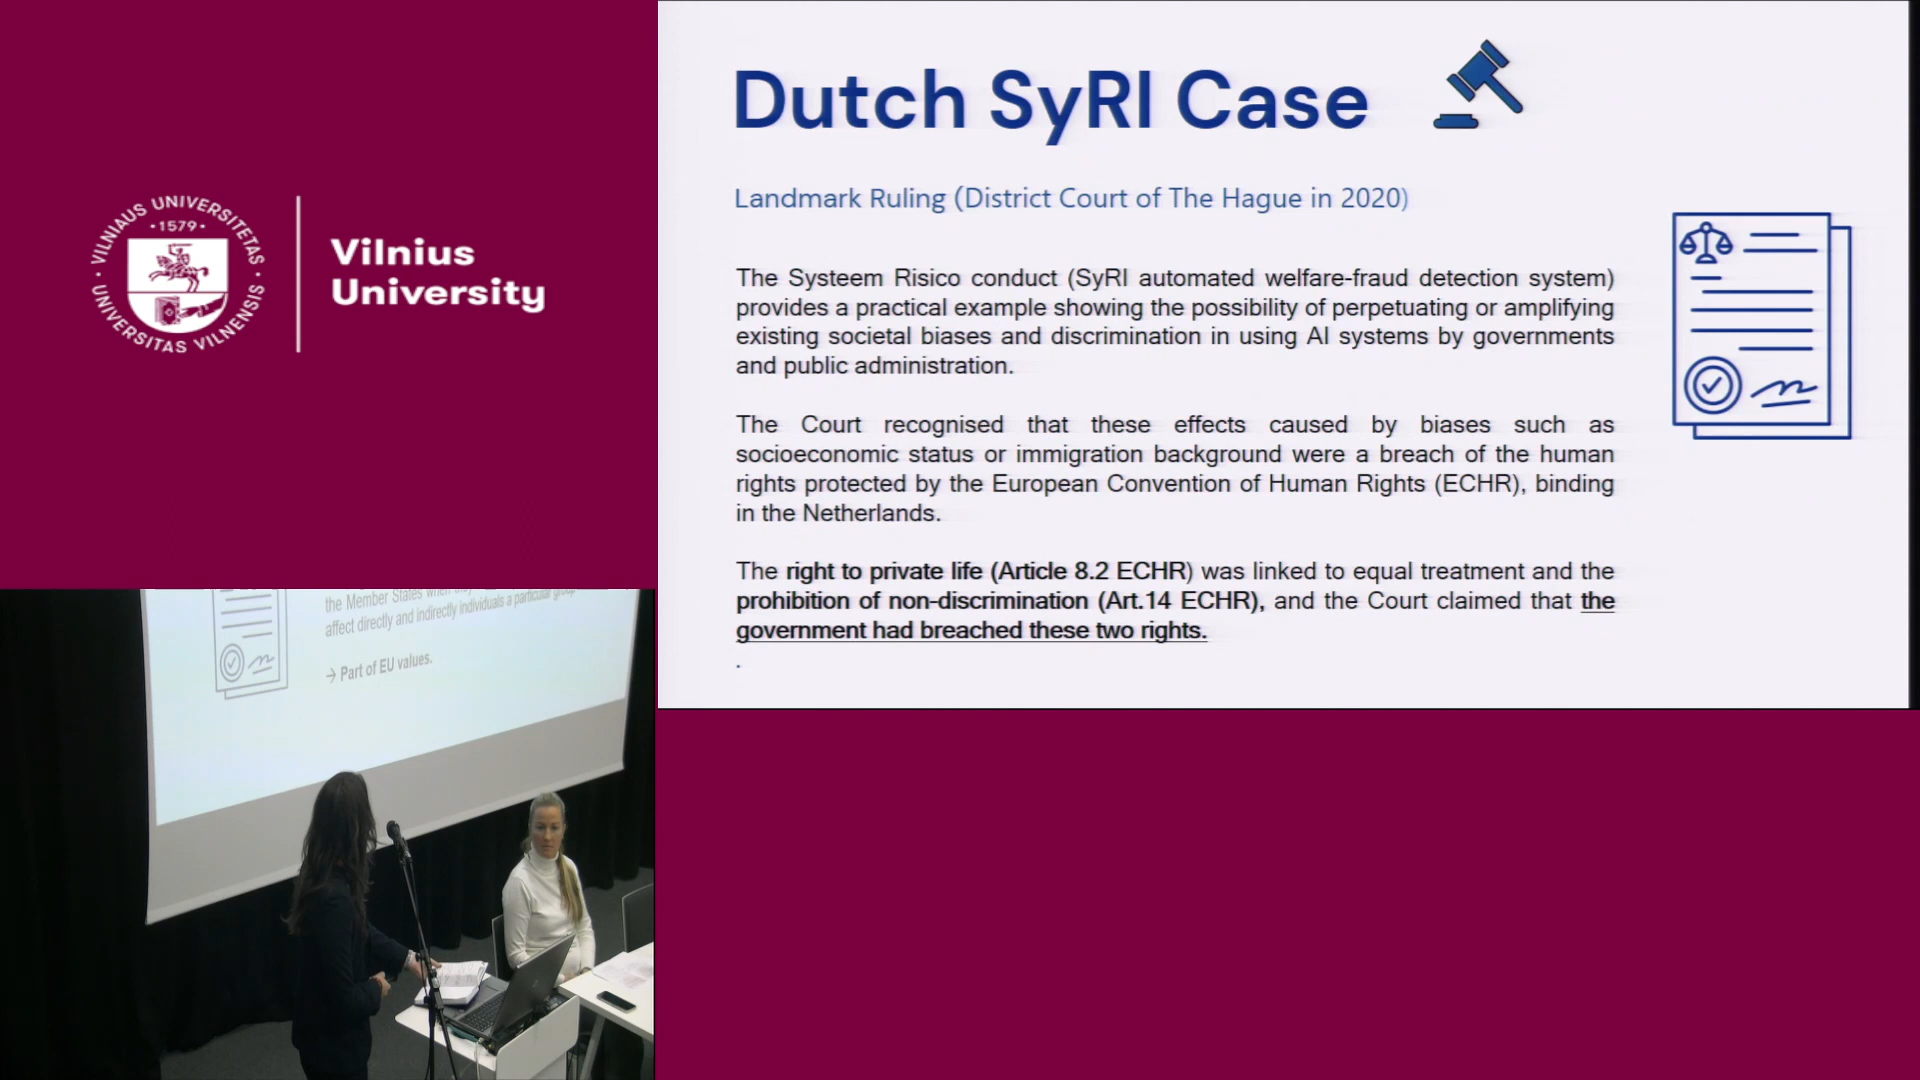 VILNIAUS UNIVERSITETAS
1579
UNIVERSITAS VILNENSIS
Vilnius
University
Dutch SyRI Case
Landmark Ruling (District Court of The Hague in 2020)
The Systeem Risico conduct (SyRI automated welfare-fraud detection system)
provides a practical example showing the possibility of perpetuating or amplifying
existing societal biases and discrimination in using AI systems by governments
and public administration.
The Court recognised that these effects caused by biases such as
socioeconomic status or immigration background were a breach of the human
rights protected by the European Convention of Human Rights (ECHR), binding
in the Netherlands.
The right to private life (Article 8.2 ECHR) was linked to equal treatment and the
prohibition of non-discrimination (Art.14 ECHR), and the Court claimed that the
government had breached these two rights.
.
the Member States when
affect directly and indirectly individuals a particular
→ Part of EU values.